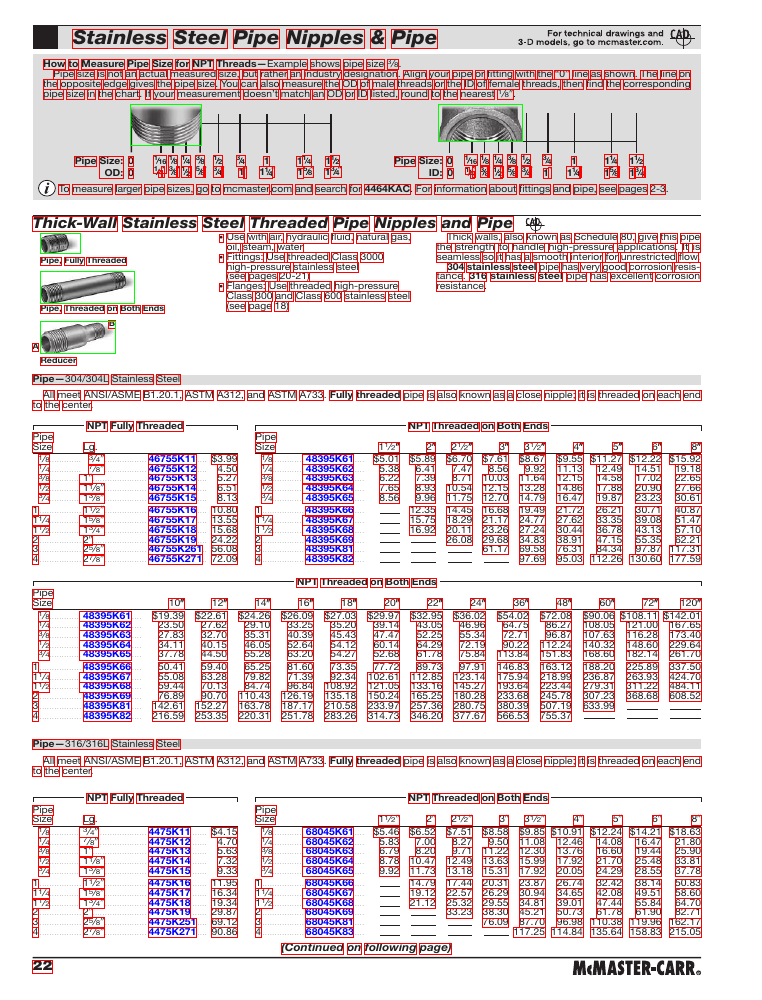 Stainless Steel Pipe Nipples & Pipe
For technical drawings and
3-D models, go to mcmaster.com.
CAD
How to Measure Pipe Size for NPT Threads—Example shows pipe size ⅜.
Pipe size is not an actual measured size, but rather an industry designation. Align your pipe or fitting with the "0" line as shown. The line on
the opposite edge gives the pipe size. You can also measure the OD of male threads or the ID of female threads, then find the corresponding
pipe size in the chart. If your measurement doesn't match an OD or ID listed, round to the nearest ⅛".
Pipe Size: 0 1/16 ⅛ ¼ ⅜ ½ ¾ 1 1¼ 1½
Pipe Size: 0 1/16 ⅛ ¼ ⅜ ½ ¾ 1 1¼ 1½
To measure larger pipe sizes, go to mcmaster.com and search for 4464KAC. For information about fittings and pipe, see pages 2-3.
Thick-Wall Stainless Steel Threaded Pipe Nipples and Pipe CAD
Pipe, Fully Threaded
Pipe, Threaded on Both Ends
B
A
Reducer
• Use with air, hydraulic fluid, natural gas,
oil, steam, water
• Fittings: Use threaded Class 3000
high-pressure stainless steel
(see pages 20-21)
• Flanges: Use threaded high-pressure
Class 300 and Class 600 stainless steel
(see page 18)
Thick walls, also known as Schedule 80, give this pipe
the strength to handle high-pressure applications. It is
seamless so it has a smooth interior for unrestricted flow.
304 stainless steel pipe has very good corrosion resis-
tance. 316 stainless steel pipe has excellent corrosion
resistance.
Pipe—304/304L Stainless Steel
All meet ANSI/ASME B1.20.1, ASTM A312, and ASTM A733. Fully threaded pipe is also known as a close nipple; it is threaded on each end
to the center.
NPT Fully Threaded
Pipe
Size Lg.
⅛ ¾" 46755K11 $3.99
¼ ⅞" 46755K12 4.50
⅜ 1" 46755K13 5.27
½ 1⅛" 46755K14 6.51
¾ 1⅜" 46755K15 8.13
1 1½" 46755K16 10.80
1¼ 1⅝" 46755K17 13.55
1½ 1¾" 46755K18 15.68
2 2" 46755K19 24.22
3 2⅝" 46755K261 56.08
4 2⅞" 46755K271 72.09
NPT Threaded on Both Ends
Pipe
Size 1½" 2" 2½" 3" 3½" 4" 5" 6" 8"
⅛ 48395K61 $5.01 $5.89 $6.70 $7.61 $8.67 $9.55 $11.27 $12.22 $15.92
¼ 48395K62 5.38 6.41 7.47 8.56 9.92 11.13 12.49 14.51 19.18
⅜ 48395K63 6.22 7.39 8.71 10.03 11.64 12.15 14.58 17.02 22.65
½ 48395K64 7.65 8.93 10.54 12.15 13.28 14.86 17.88 20.90 27.66
¾ 48395K65 8.56 9.96 11.75 12.70 14.79 16.47 19.87 23.23 30.61
1 48395K66 12.35 14.45 16.68 19.49 21.72 26.21 30.71 40.87
1¼ 48395K67 15.75 18.29 21.17 24.77 27.62 33.35 39.08 51.47
1½ 48395K68 16.92 20.11 23.26 27.24 30.44 36.78 43.13 57.10
2 48395K69 26.08 29.68 34.83 38.91 47.15 55.35 62.21
3 48395K81 61.17 69.58 76.31 84.34 97.87 117.31
4 48395K82 97.69 95.03 112.26 130.60 177.59
NPT Threaded on Both Ends
Pipe
Size 10" 12" 14" 16" 18" 20" 22" 24" 36" 48" 60" 72" 120"
⅛ 48395K61 $19.39 $22.61 $24.26 $26.09 $27.03 $29.97 $32.95 $36.02 $54.02 $72.08 $90.06 $108.11 $142.01
¼ 48395K62 23.50 27.62 29.10 33.25 35.20 39.14 43.05 46.96 64.75 86.27 108.05 121.00 167.65
⅜ 48395K63 27.83 32.70 35.31 40.39 45.43 47.47 52.25 55.34 72.71 96.87 107.63 116.28 173.40
½ 48395K64 34.11 40.15 46.05 52.64 54.12 60.14 64.29 72.19 90.22 112.24 140.32 148.60 229.64
¾ 48395K65 37.78 44.50 55.28 63.20 54.27 52.68 61.78 75.84 113.84 151.83 168.60 182.14 261.70
1 48395K66 50.41 59.40 65.25 81.60 73.35 77.72 89.73 97.91 146.83 163.12 188.20 225.89 337.50
1¼ 48395K67 55.08 63.28 79.82 71.39 92.34 102.61 112.85 123.14 175.94 218.99 236.87 263.93 424.70
1½ 48395K68 59.44 70.13 84.74 96.84 108.92 121.05 133.16 145.27 193.64 223.44 279.31 311.22 484.11
2 48395K69 76.89 90.70 110.43 126.19 135.18 150.24 165.25 180.28 233.68 245.78 307.23 368.68 608.52
3 48395K81 142.61 152.27 163.78 187.17 210.58 233.97 257.36 280.75 380.39 507.19 633.99
4 48395K82 216.59 253.35 220.31 251.78 283.26 314.73 346.20 377.67 566.53 755.37
Pipe—316/316L Stainless Steel
All meet ANSI/ASME B1.20.1, ASTM A312, and ASTM A733. Fully threaded pipe is also known as a close nipple; it is threaded on each end
to the center.
NPT Fully Threaded
Pipe
Size Lg.
⅛ ¾" 4475K11 $4.15
¼ ⅞" 4475K12 4.70
⅜ 1" 4475K13 5.63
½ 1⅛" 4475K14 7.32
¾ 1⅜" 4475K15 9.33
1 1½" 4475K16 11.95
1¼ 1⅝" 4475K17 16.34
1½ 1¾" 4475K18 19.34
2 2" 4475K19 29.87
3 2⅝" 4475K251 69.12
4 2⅞" 4475K271 90.86
NPT Threaded on Both Ends
Pipe
Size 1½" 2" 2½" 3" 3½" 4" 5" 6" 8"
⅛ 68045K61 $5.46 $6.52 $7.51 $8.58 $9.85 $10.91 $12.24 $14.21 $18.63
¼ 68045K62 5.83 7.00 8.27 9.50 11.08 12.46 14.08 16.47 21.80
⅜ 68045K63 6.79 8.20 9.71 11.22 12.30 13.76 16.60 19.44 25.90
½ 68045K64 8.78 10.47 12.49 13.63 15.99 17.92 21.70 25.48 33.81
¾ 68045K65 9.92 11.73 13.18 15.31 17.92 20.05 24.29 28.55 37.78
1 68045K66 14.79 17.44 20.31 23.87 26.74 32.42 38.14 50.83
1¼ 68045K67 19.12 22.57 26.29 30.94 34.65 42.08 49.51 58.60
1½ 68045K68 21.12 25.32 29.55 34.81 39.01 47.44 55.84 64.70
2 68045K69 33.23 38.30 45.21 50.73 61.78 61.90 82.71
3 68045K81 76.09 87.70 96.98 110.38 119.96 162.17
4 68045K83 117.25 114.84 135.64 158.83 215.05
(Continued on following page)
22
McMASTER-CARR®